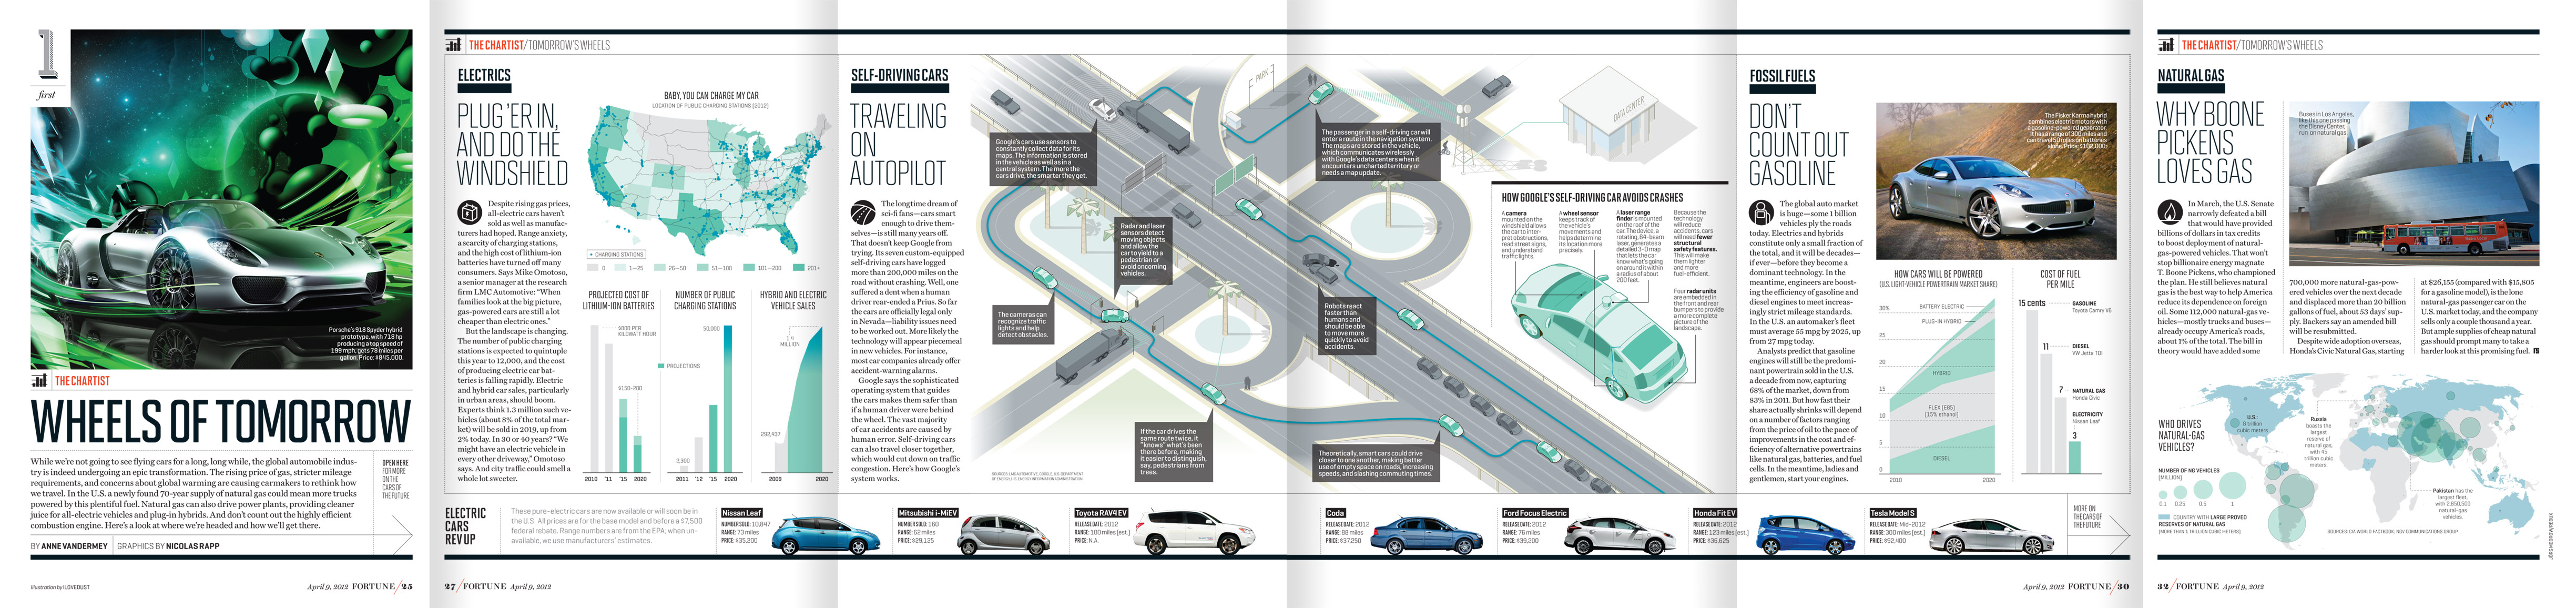 1
first
Porsche's 918 Spyder hybrid
prototype, with 718 hp
producing a top speed of
199 mph, gets 78 miles per
gallon. Price: $845,000.
THE CHARTIST
WHEELS OF TOMORROW
While we're not going to see flying cars for a long, long while, the global automobile indus-
try is indeed undergoing an epic transformation. The rising price of gas, stricter mileage
requirements, and concerns about global warming are causing carmakers to rethink how
we travel. In the U.S. a newly found 70-year supply of natural gas could mean more trucks
powered by this plentiful fuel. Natural gas can also drive power plants, providing cleaner
juice for all-electric vehicles and plug-in hybrids. And don't count out the highly efficient
combustion engine. Here's a look at where we're headed and how we'll get there.
OPEN HERE
FOR MORE
ON THE
CARS OF
THE FUTURE
BY ANNE VANDERMEY GRAPHICS BY NICOLAS RAPP
Illustration by ILOVEDUST
April 9, 2012 FORTUNE/25
THE CHARTIST/TOMORROW'S WHEELS
ELECTRICS
PLUG 'ER IN,
AND DO THE
WINDSHIELD
Despite rising gas prices,
all-electric cars haven't
sold as well as manufac-
turers had hoped. Range anxiety,
a scarcity of charging stations,
and the high cost of lithium-ion
batteries have turned off many
consumers. Says Mike Omotoso,
a senior manager at the research
firm LMC Automotive: "When
families look at the big picture,
gas-powered cars are still a lot
cheaper than electric ones."
But the landscape is changing.
The number of public charging
stations is expected to quintuple
this year to 12,000, and the cost
of producing electric car bat-
teries is falling rapidly. Electric
and hybrid car sales, particularly
in urban areas, should boom.
Experts think 1.3 million such ve-
hicles (about 8% of the total mar-
ket) will be sold in 2019, up from
2% today. In 30 or 40 years? "We
might have an electric vehicle in
every other driveway," Omotoso
says. And city traffic could smell a
whole lot sweeter.
BABY, YOU CAN CHARGE MY CAR
LOCATION OF PUBLIC CHARGING STATIONS (2012)
CHARGING STATIONS
0 1–25 26–50 51–100 101–200 201+
PROJECTED COST OF
LITHIUM-ION BATTERIES
$800 PER
KILOWATT HOUR
$150-200
2010 '11 '15 2020
NUMBER OF PUBLIC
CHARGING STATIONS
50,000
PROJECTIONS
2,300
2011 '12 '15 2020
HYBRID AND ELECTRIC
VEHICLE SALES
1.4
MILLION
292,437
2009 2020
SELF-DRIVING CARS
TRAVELING
ON
AUTOPILOT
The longtime dream of
sci-fi fans—cars smart
enough to drive them-
selves—is still many years off.
That doesn't keep Google from
trying. Its seven custom-equipped
self-driving cars have logged
more than 200,000 miles on the
road without crashing. Well, one
suffered a dent when a human
driver rear-ended a Prius. So far
the cars are officially legal only
in Nevada—liability issues need
to be worked out. More likely the
technology will appear piecemeal
in new vehicles. For instance,
most car companies already offer
accident-warning alarms.
Google says the sophisticated
operating system that guides
the cars makes them safer than
if a human driver were behind
the wheel. The vast majority
of car accidents are caused by
human error. Self-driving cars
can also travel closer together,
which would cut down on traffic
congestion. Here's how Google's
system works.
PARK
DATA CENTER
Google's cars use sensors to
constantly collect data for its
maps. The information is stored
in the vehicle as well as in a
central system. The more the
cars drive, the smarter they get.
Radar and laser
sensors detect
moving objects
and allow the
car to yield to a
pedestrian or
avoid oncoming
vehicles.
The cameras can
recognize traffic
lights and help
detect obstacles.
If the car drives the
same route twice, it
"knows" what's been
there before, making
it easier to distinguish,
say, pedestrians from
trees.
The passenger in a self-driving car will
enter a route in the navigation system.
The maps are stored in the vehicle,
which communicates wirelessly
with Google's data centers when it
encounters uncharted territory or
needs a map update.
Robots react
faster than
humans and
should be able
to move more
quickly to avoid
accidents.
Theoretically, smart cars could drive
closer to one another, making better
use of empty space on roads, increasing
speeds, and slashing commuting times.
SOURCES: LMC AUTOMOTIVE, GOOGLE, U.S. DEPARTMENT
OF ENERGY, U.S. ENERGY INFORMATION ADMINISTRATION
HOW GOOGLE'S SELF-DRIVING CAR AVOIDS CRASHES
A camera
mounted on the
windshield allows
the car to inter-
pret obstructions,
read street signs,
and understand
traffic lights.
A wheel sensor
keeps track of
the vehicle's
movements and
helps determine
its location more
precisely.
A laser range
finder is mounted
on the roof of the
car. The device, a
rotating, 64-beam
laser, generates a
detailed 3-D map
that lets the car
know what's going
on around it within
a radius of about
200 feet.
Because the
technology
will reduce
accidents, cars
will need fewer
structural
safety features.
This will make
them lighter
and more
fuel-efficient.
Four radar units
are embedded in
the front and rear
bumpers to provide
a more complete
picture of the
landscape.
FOSSIL FUELS
DON'T
COUNT OUT
GASOLINE
The global auto market
is huge—some 1 billion
vehicles ply the roads
today. Electrics and hybrids
constitute only a small fraction of
the total, and it will be decades—
if ever—before they become a
dominant technology. In the
meantime, engineers are boost-
ing the efficiency of gasoline and
diesel engines to meet increas-
ingly strict mileage standards.
In the U.S. an automaker's fleet
must average 55 mpg by 2025, up
from 27 mpg today.
Analysts predict that gasoline
engines will still be the predomi-
nant powertrain sold in the U.S.
a decade from now, capturing
68% of the market, down from
83% in 2011. But how fast their
share actually shrinks will depend
on a number of factors ranging
from the price of oil to the pace of
improvements in the cost and ef-
ficiency of alternative powertrains
like natural gas, batteries, and fuel
cells. In the meantime, ladies and
gentlemen, start your engines.
The Fisker Karma hybrid
combines electric motors with
a gasoline-powered generator.
It has a range of 300 miles and
can travel 50 miles on batteries
alone. Price: $102,000.
HOW CARS WILL BE POWERED
(U.S. LIGHT-VEHICLE POWERTRAIN MARKET SHARE)
30%
25
20
15
10
5
0
BATTERY ELECTRIC
PLUG-IN HYBRID
HYBRID
FLEX (E85)
(15% ethanol)
DIESEL
2010 2020
COST OF FUEL
PER MILE
15 cents
GASOLINE
Toyota Camry V6
11
DIESEL
VW Jetta TDI
7
NATURAL GAS
Honda Civic
ELECTRICITY
Nissan Leaf
3
ELECTRIC
CARS
REV UP
These pure-electric cars are now available or will soon be in
the U.S. All prices are for the base model and before a $7,500
federal rebate. Range numbers are from the EPA; when un-
available, we use manufacturers' estimates.
Nissan Leaf
NUMBER SOLD: 10,847
RANGE: 73 miles
PRICE: $35,200
Mitsubishi i-MiEV
NUMBER SOLD: 160
RANGE: 62 miles
PRICE: $29,125
Toyota RAV4 EV
RELEASE DATE: 2012
RANGE: 100 miles (est.)
PRICE: N.A.
Coda
RELEASE DATE: 2012
RANGE: 88 miles
PRICE: $37,250
Ford Focus Electric
RELEASE DATE: 2012
RANGE: 76 miles
PRICE: $39,200
Honda Fit EV
RELEASE DATE: 2012
RANGE: 123 miles (est.)
PRICE: $36,625
Tesla Model S
RELEASE DATE: Mid-2012
RANGE: 300 miles (est.)
PRICE: $92,400
MORE ON
THE CARS OF
THE FUTURE
27/FORTUNE April 9, 2012
April 9, 2012 FORTUNE/30
THE CHARTIST/TOMORROW'S WHEELS
NATURAL GAS
WHY BOONE
PICKENS
LOVES GAS
In March, the U.S. Senate
narrowly defeated a bill
that would have provided
billions of dollars in tax credits
to boost deployment of natural-
gas-powered vehicles. That won't
stop billionaire energy magnate
T. Boone Pickens, who championed
the plan. He still believes natural
gas is the best way to help America
reduce its dependence on foreign
oil. Some 112,000 natural-gas ve-
hicles—mostly trucks and buses—
already occupy America's roads,
about 1% of the total. The bill in
theory would have added some
Buses in Los Angeles,
like this one passing
the Disney Center,
run on natural gas.
700,000 more natural-gas-pow-
ered vehicles over the next decade
and displaced more than 20 billion
gallons of fuel, about 53 days' sup-
ply. Backers say an amended bill
will be resubmitted.
Despite wide adoption overseas,
Honda's Civic Natural Gas, starting
at $26,155 (compared with $15,805
for a gasoline model), is the lone
natural-gas passenger car on the
U.S. market today, and the company
sells only a couple thousand a year.
But ample supplies of cheap natural
gas should prompt many to take a
harder look at this promising fuel.
WHO DRIVES
NATURAL-GAS
VEHICLES?
NUMBER OF NG VEHICLES
(MILLION)
0.1 0.25 0.5 1
COUNTRY WITH LARGE PROVED
RESERVES OF NATURAL GAS
(MORE THAN 1 TRILLION CUBIC METERS)
U.S.:
8 trillion
cubic meters
Russia
boasts the
largest
reserve of
natural gas,
with 45
trillion cubic
meters.
Pakistan has the
largest fleet,
with 2,850,500
natural-gas
vehicles.
SOURCES: CIA WORLD FACTBOOK, NGV COMMUNICATIONS GROUP
32/FORTUNE April 9, 2012